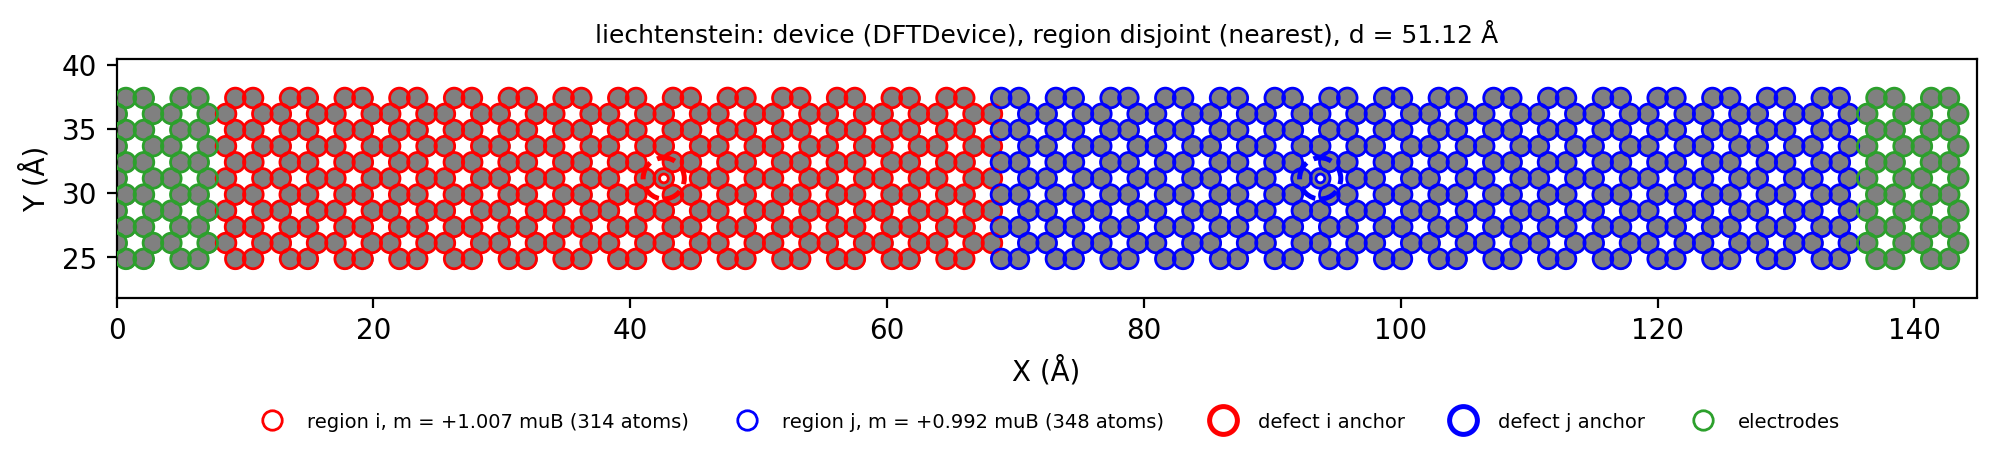 liechtenstein: device (DFTDevice), region disjoint (nearest), d = 51.12 Å
40
35
30
25
Y (Å)
0 20 40 60 80 100 120 140
X (Å)
region i, m = +1.007 muB (314 atoms) region j, m = +0.992 muB (348 atoms) defect i anchor defect j anchor electrodes